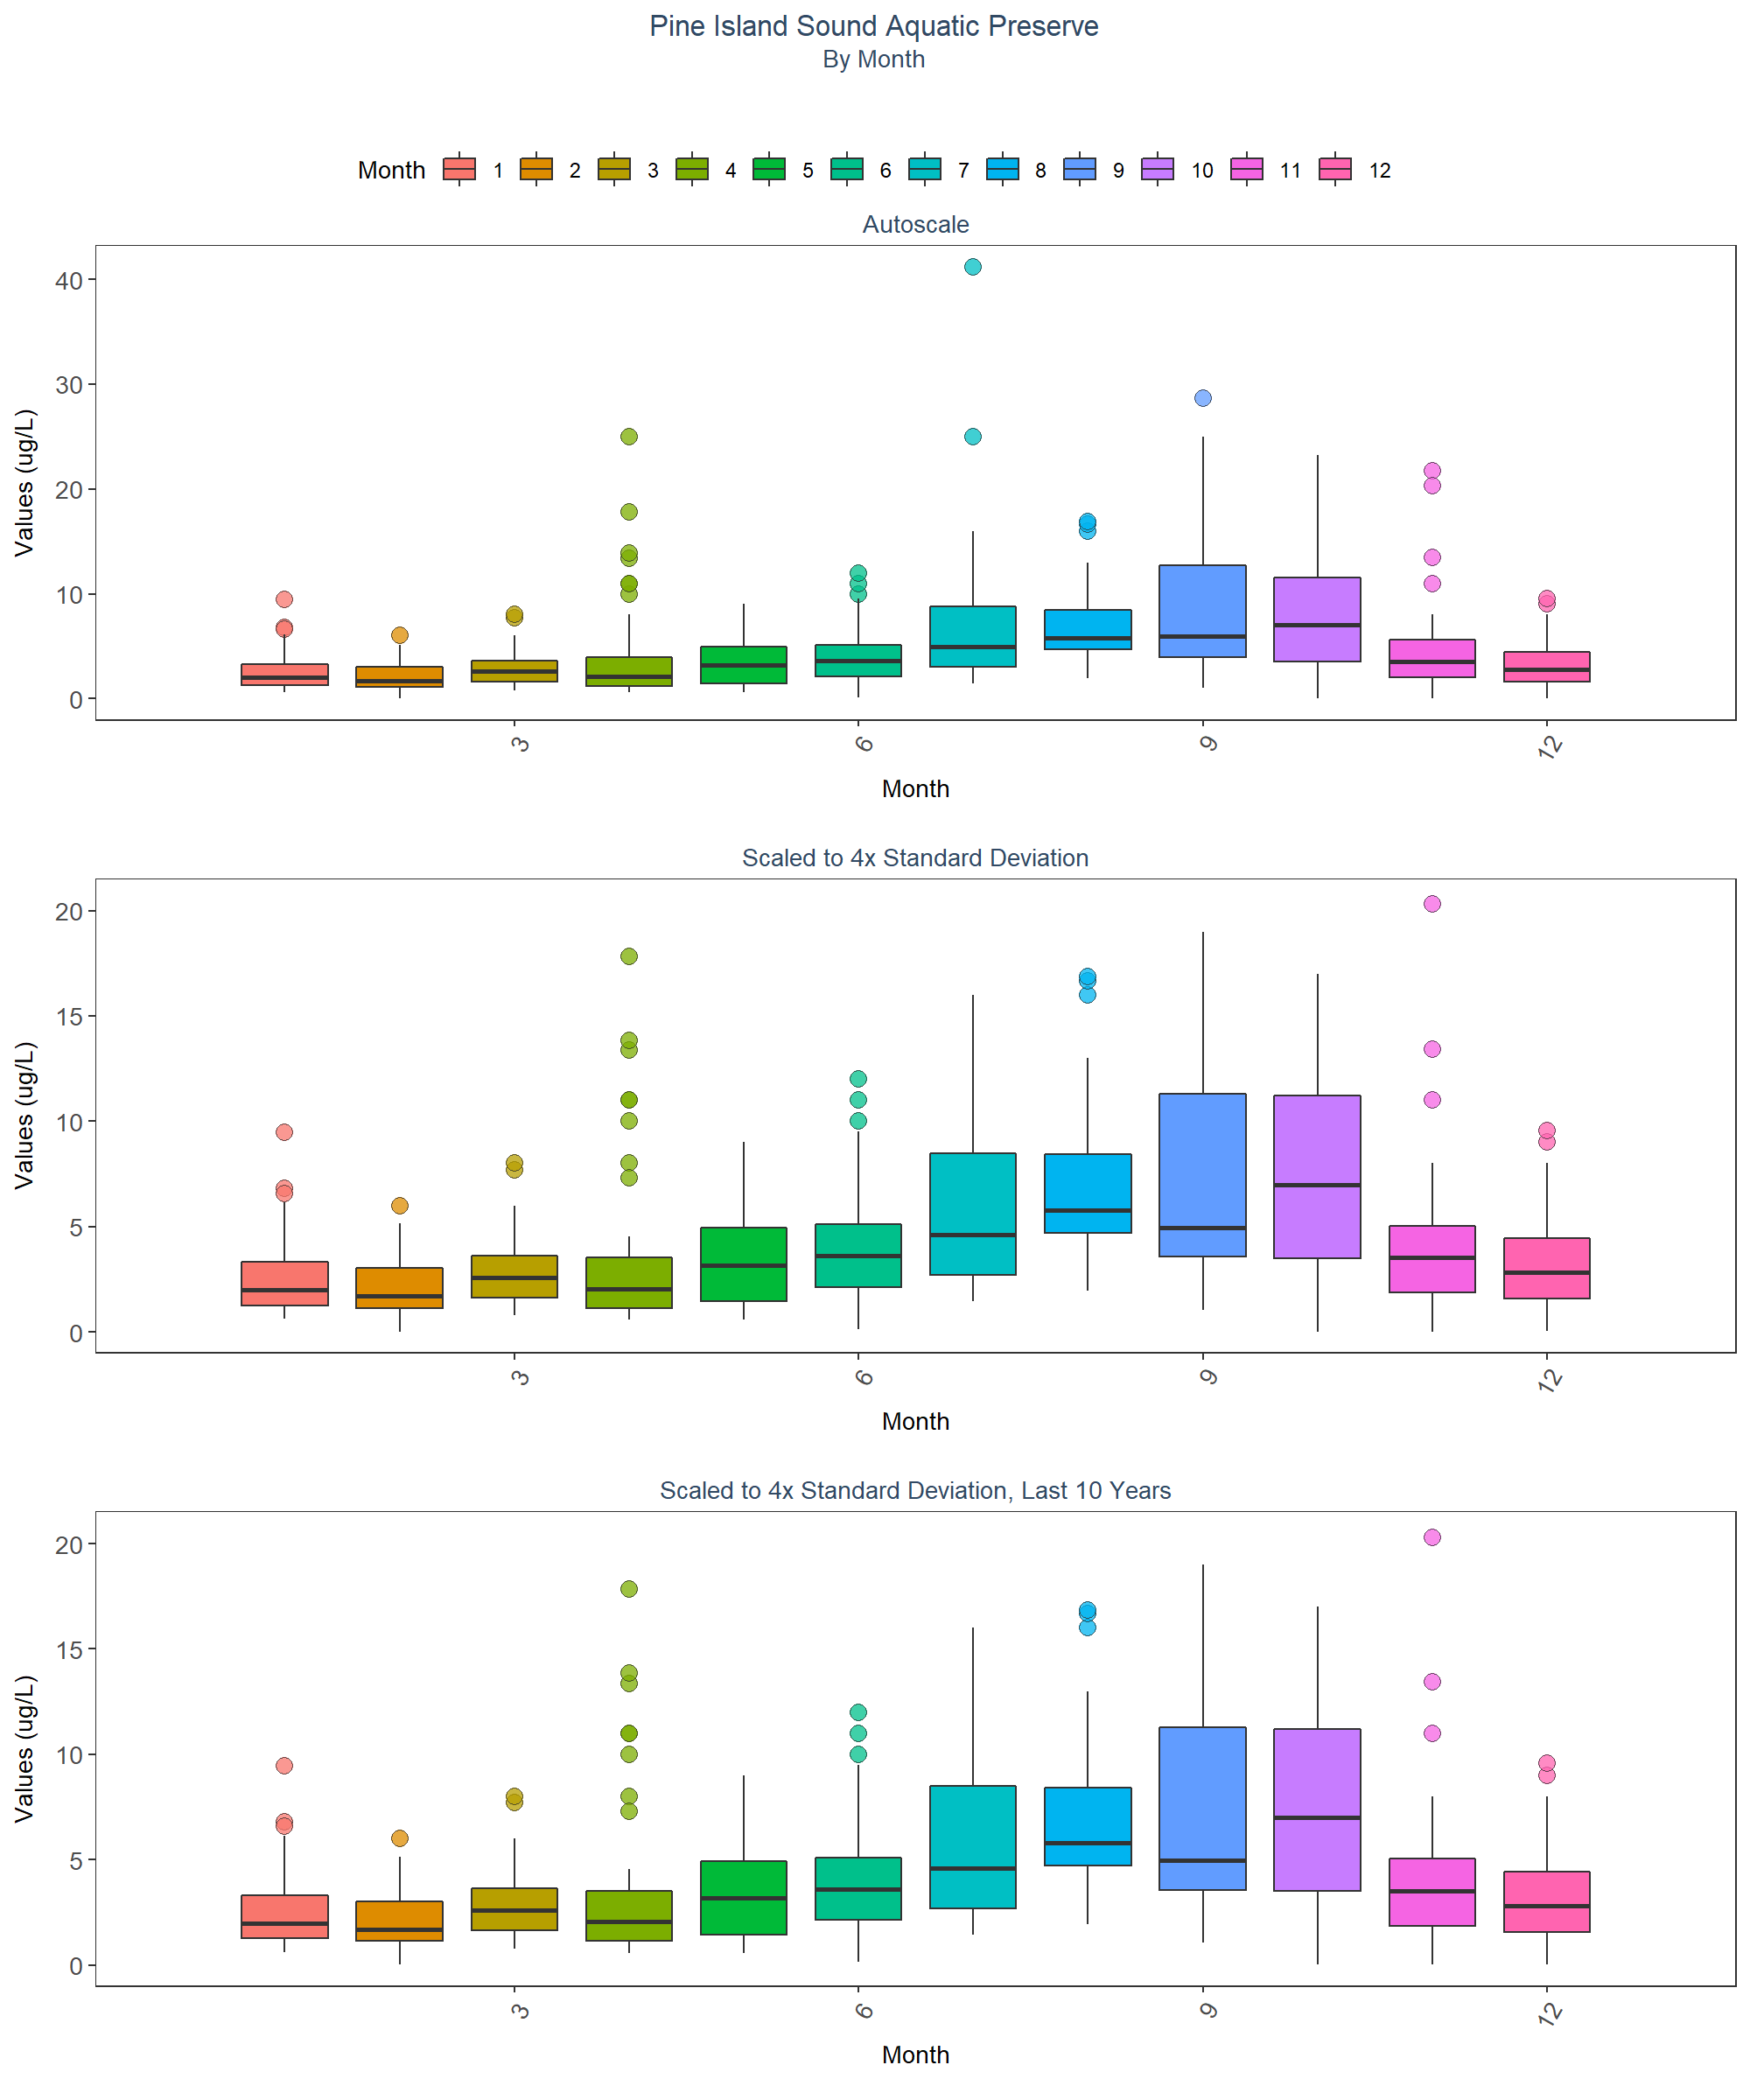 Pine Island Sound Aquatic Preserve
By Month
Month 1 2 3 4 5 6 7 8 9 10 11 12
Autoscale
Values (ug/L)
40
30
20
10
0
3 6 9 12
Month
Scaled to 4x Standard Deviation
Values (ug/L)
20
15
10
5
0
3 6 9 12
Month
Scaled to 4x Standard Deviation, Last 10 Years
Values (ug/L)
20
15
10
5
0
3 6 9 12
Month